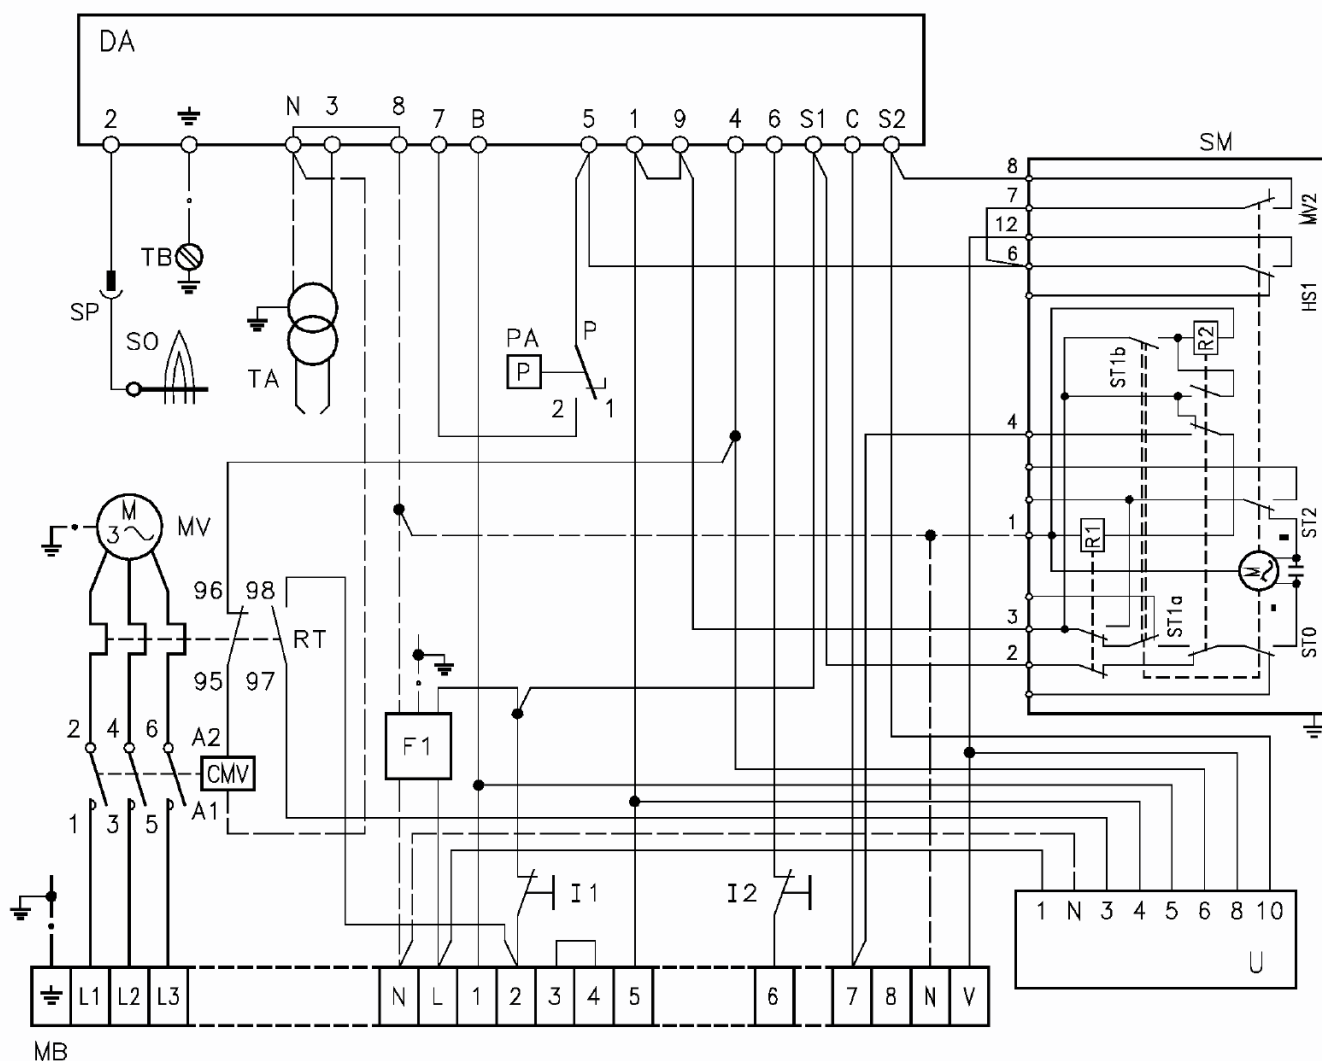 DA
2 N 3 8 7 B 5 1 9 4 6 S1 C S2
SM
8
7
MV2
12
6
TB
HS1
SP
SO
PA
P
P
R2
ST1b
TA
2 1
4
M
3
MV
1
R1
ST2
M
96 98
RT
3
ST1a
ST0
2
95 97
2 4 6 A2
F1
CMV
1 3 5 A1
I1
I2
1 N 3 4 5 6 8 10
U
L1 L2 L3 N L 1 2 3 4 5 6 7 8 N V
MB